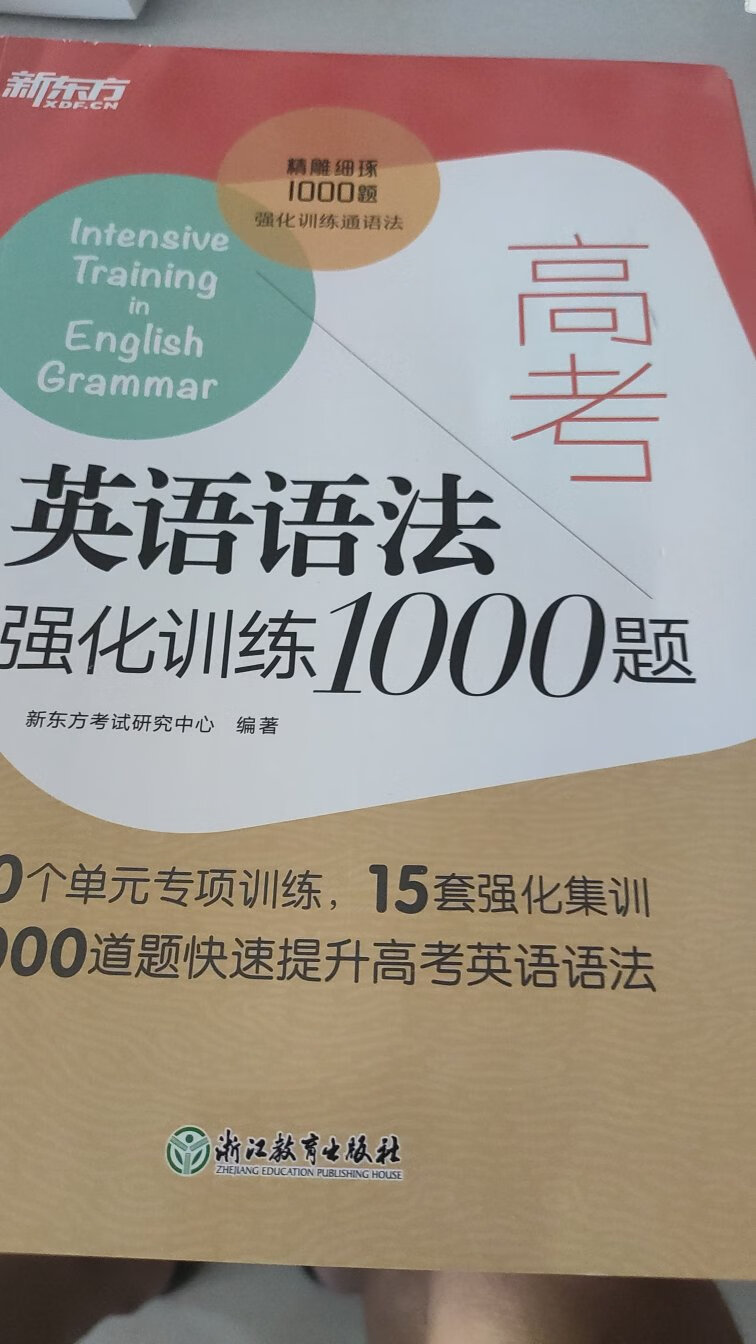 新东方
XDF.CN
精雕细琢
1000题
强化训练通语法
Intensive
Training
in
English
Grammar
高考
英语语法
强化训练1000题
新东方考试研究中心 编著
0个单元专项训练，15套强化集训
000道题快速提升高考英语语法
浙江教育出版社
ZHEJIANG EDUCATION PUBLISHING HOUSE